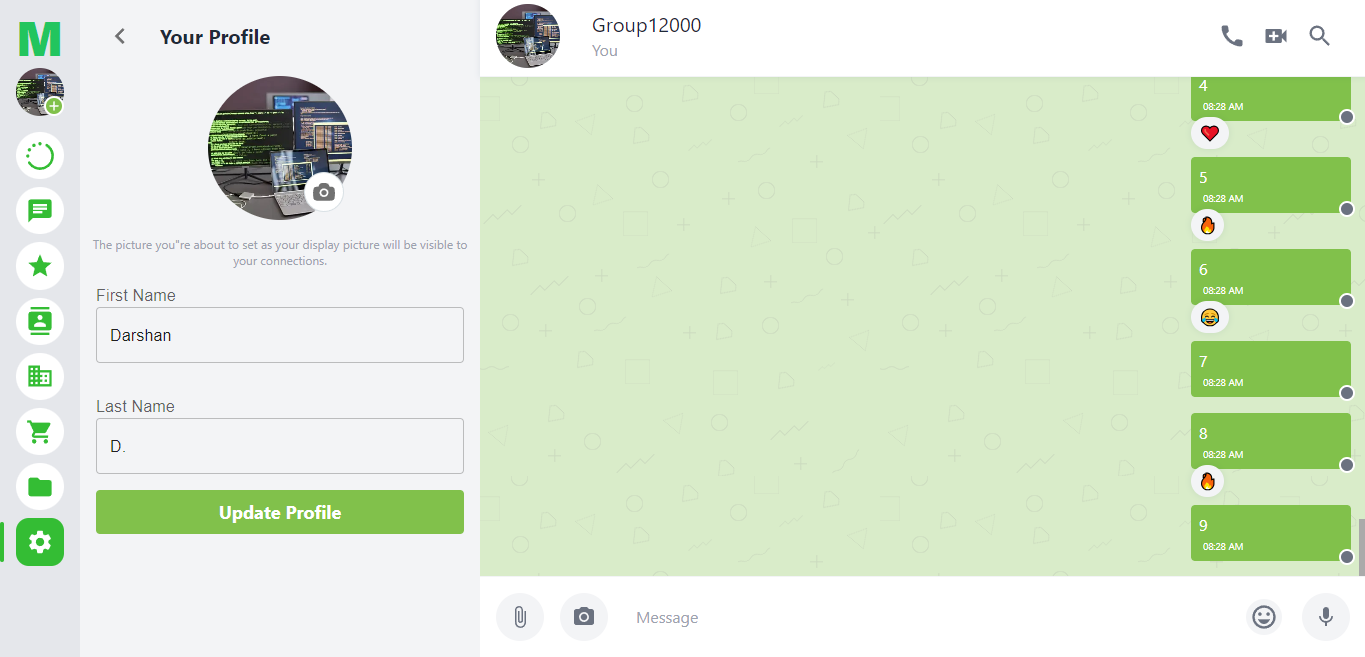 M
Your Profile
The picture you"re about to set as your display picture will be visible to
your connections.
First Name
Darshan
Last Name
D.
Update Profile
Group12000
You
4
08:28 AM
5
08:28 AM
6
08:28 AM
7
08:28 AM
8
08:28 AM
9
08:28 AM
Message